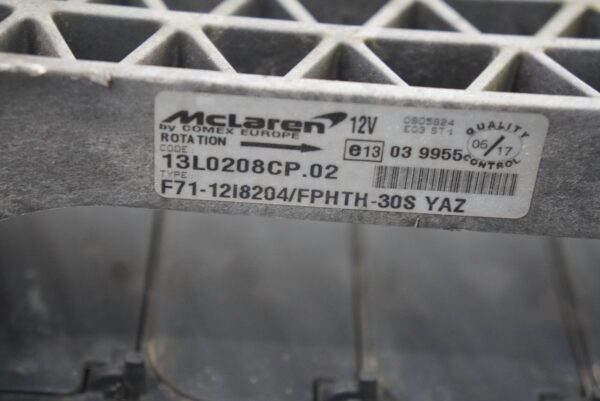 McLaren 12V 0805824
by COMEX EUROPE E03 ST1
ROTATION e13 03 9955
QUALITY CONTROL 06/17
CODE
13L0208CP.02
TYPE
F71-12I8204/FPHTH-30S YAZ